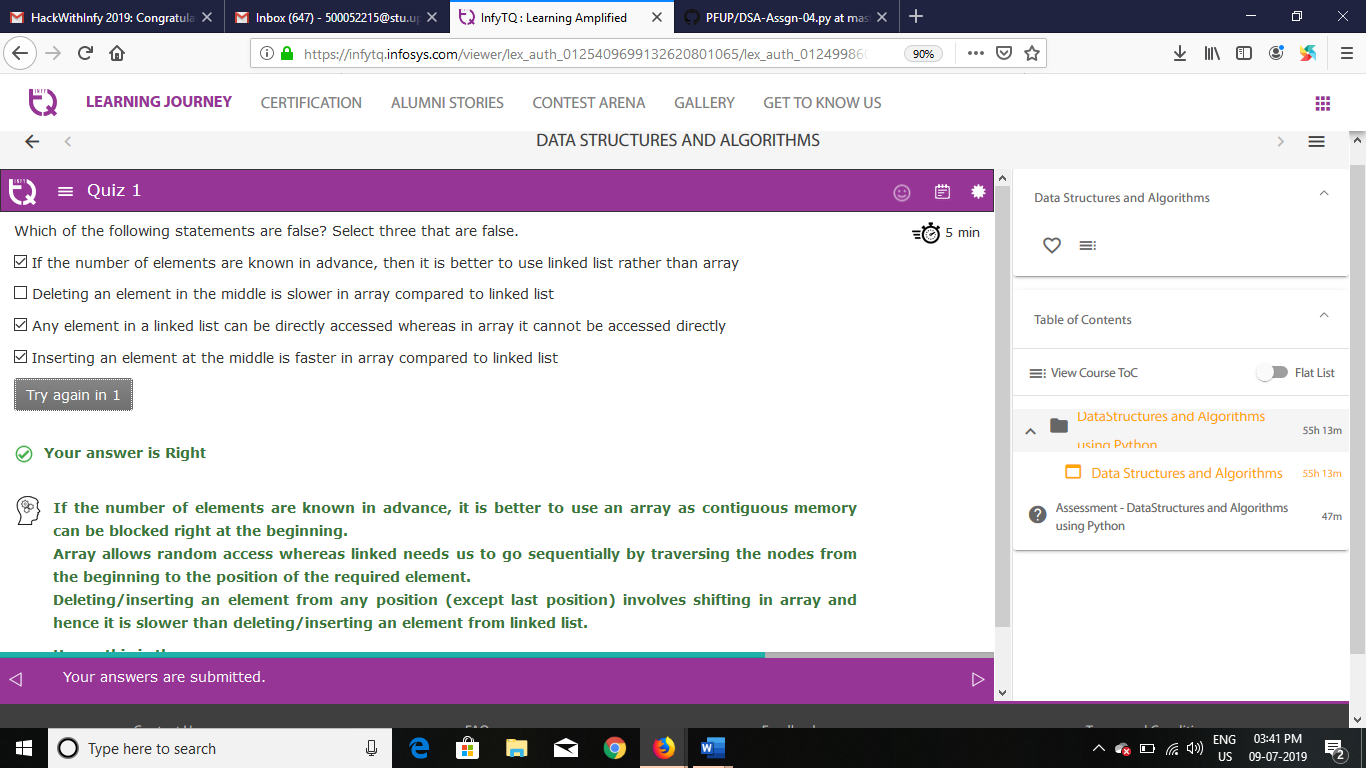 HackWithInfy 2019: Congratula
Inbox (647) - 500052215@stu.up
InfyTQ : Learning Amplified
PFUP/DSA-Assgn-04.py at mast
https://infytq.infosys.com/viewer/lex_auth_0125409699132620801065/lex_auth_01249986
90%
INFY TQ
LEARNING JOURNEY
CERTIFICATION
ALUMNI STORIES
CONTEST ARENA
GALLERY
GET TO KNOW US
DATA STRUCTURES AND ALGORITHMS
INFY TQ
Quiz 1
Which of the following statements are false? Select three that are false.
5 min
If the number of elements are known in advance, then it is better to use linked list rather than array
Deleting an element in the middle is slower in array compared to linked list
Any element in a linked list can be directly accessed whereas in array it cannot be accessed directly
Inserting an element at the middle is faster in array compared to linked list
Try again in 1
Your answer is Right
If the number of elements are known in advance, it is better to use an array as contiguous memory
can be blocked right at the beginning.
Array allows random access whereas linked needs us to go sequentially by traversing the nodes from
the beginning to the position of the required element.
Deleting/inserting an element from any position (except last position) involves shifting in array and
hence it is slower than deleting/inserting an element from linked list.
Your answers are submitted.
Data Structures and Algorithms
Table of Contents
View Course ToC
Flat List
DataStructures and Algorithms
using Python
55h 13m
Data Structures and Algorithms
55h 13m
Assessment - DataStructures and Algorithms
using Python
47m
FAQ
Type here to search
ENG
US
03:41 PM
09-07-2019
2